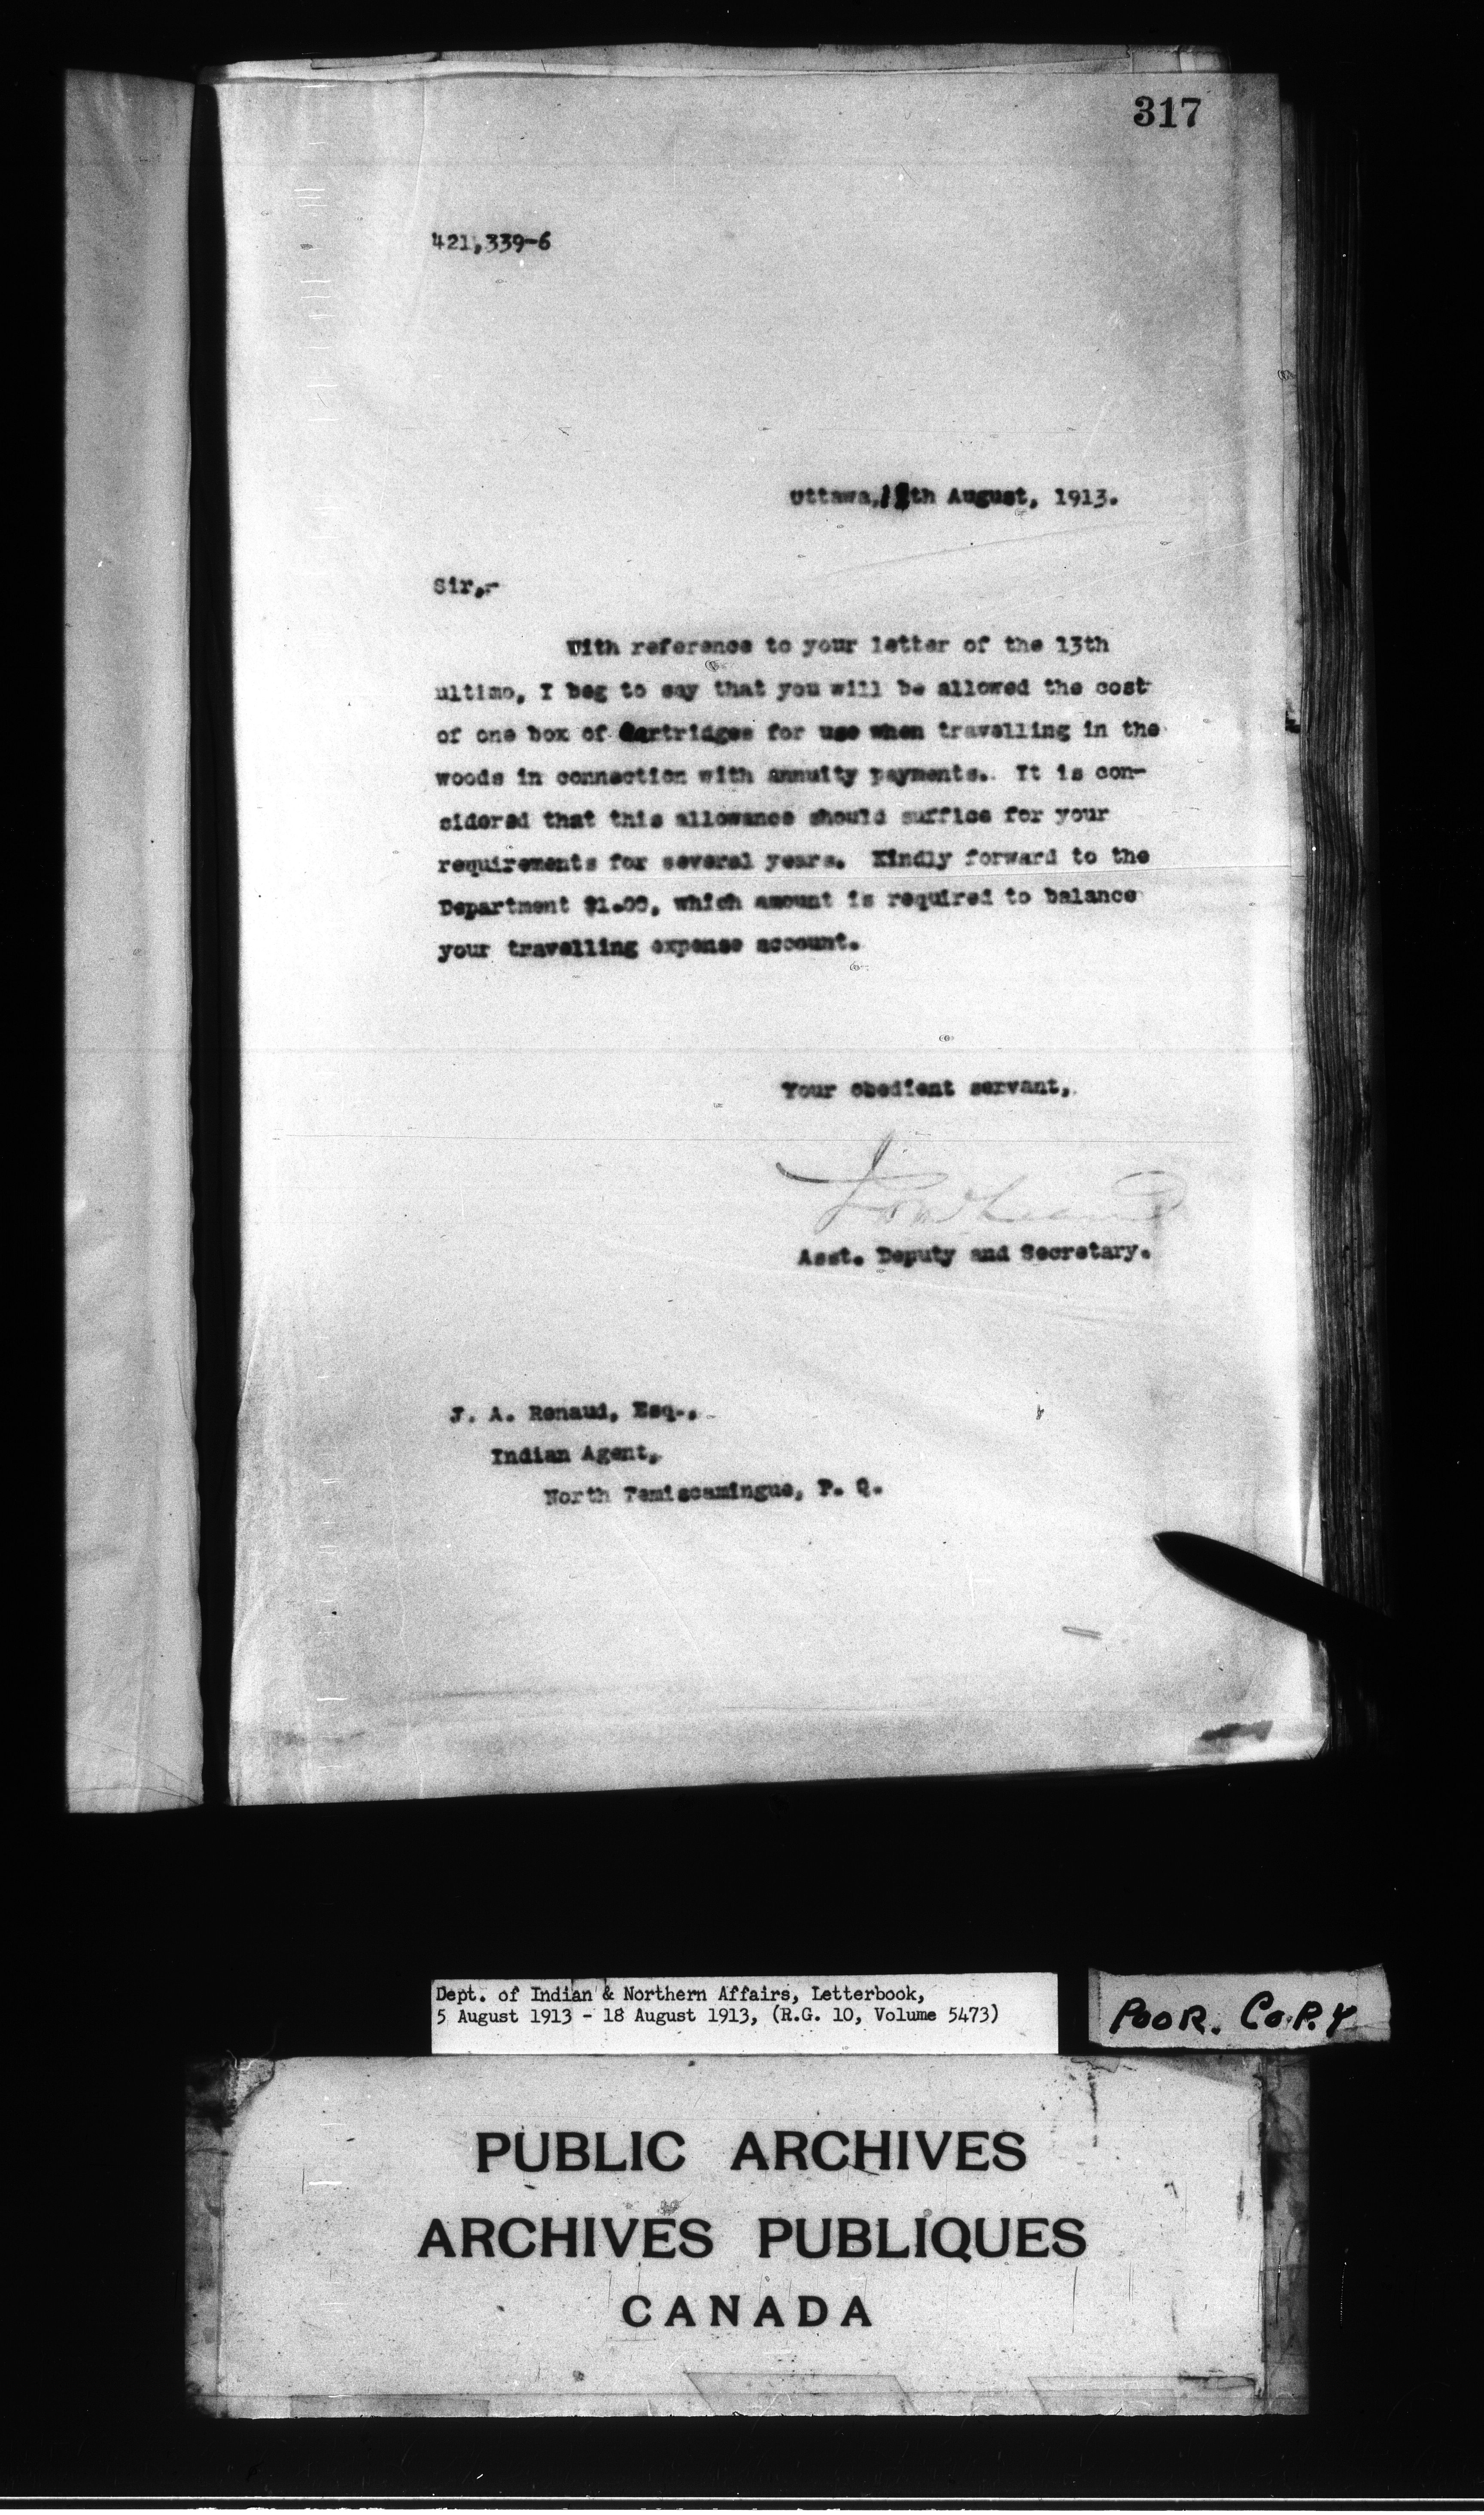 317
421,339-6
Ottawa, th August, 1913.
Sir,-
With reference to your letter of the 13th
ultimo, I beg to say that you will be allowed the cost
of one box of Cartridges for use when travelling in the
woods in connection with annuity payments. It is con-
sidered that this allowance should suffice for your
requirements for several years. Kindly forward to the
Department $1.00, which amount is required to balance
your travelling expense account.
Your obedient servant,
Asst. Deputy and Secretary.
J. A. Renaud, Esq.,
Indian Agent,
North Temiscamingue, P. Q.
Dept. of Indian & Northern Affairs, Letterbook,
5 August 1913 - 18 August 1913, (R.G. 10, Volume 5473)
POOR. COPY
PUBLIC ARCHIVES
ARCHIVES PUBLIQUES
CANADA